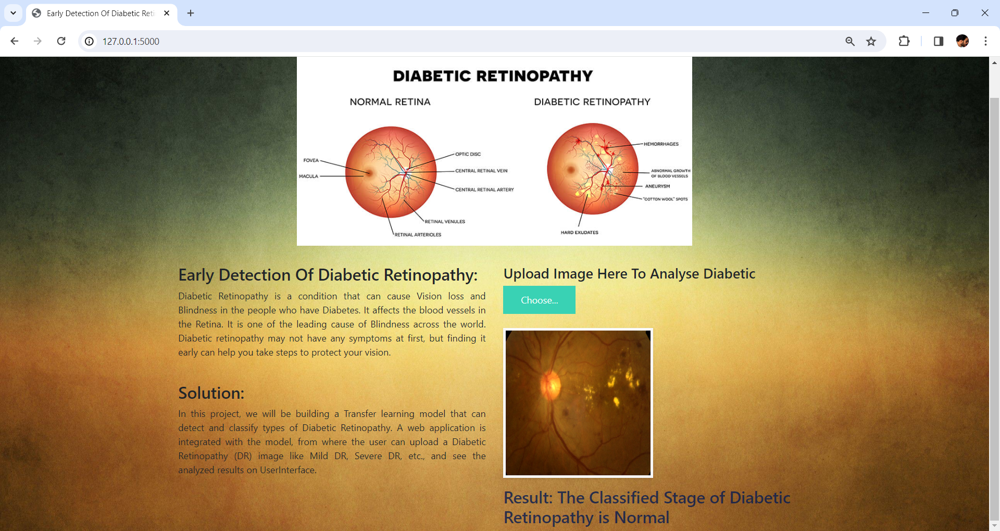 Early Detection Of Diabetic Reti
127.0.0.1:5000
DIABETIC RETINOPATHY
NORMAL RETINA
DIABETIC RETINOPATHY
FOVEA
MACULA
OPTIC DISC
CENTRAL RETINAL VEIN
CENTRAL RETINAL ARTERY
RETINAL VENULES
RETINAL ARTERIOLES
HEMORRHAGES
ABNORMAL GROWTH
OF BLOOD VESSELS
ANEURYSM
"COTTON WOOL" SPOTS
HARD EXUDATES
Early Detection Of Diabetic Retinopathy:
Diabetic Retinopathy is a condition that can cause Vision loss and
Blindness in the people who have Diabetes. It affects the blood vessels in
the Retina. It is one of the leading cause of Blindness across the world.
Diabetic retinopathy may not have any symptoms at first, but finding it
early can help you take steps to protect your vision.
Solution:
In this project, we will be building a Transfer learning model that can
detect and classify types of Diabetic Retinopathy. A web application is
integrated with the model, from where the user can upload a Diabetic
Retinopathy (DR) image like Mild DR, Severe DR, etc., and see the
analyzed results on UserInterface.
Upload Image Here To Analyse Diabetic
Choose...
Result: The Classified Stage of Diabetic
Retinopathy is Normal